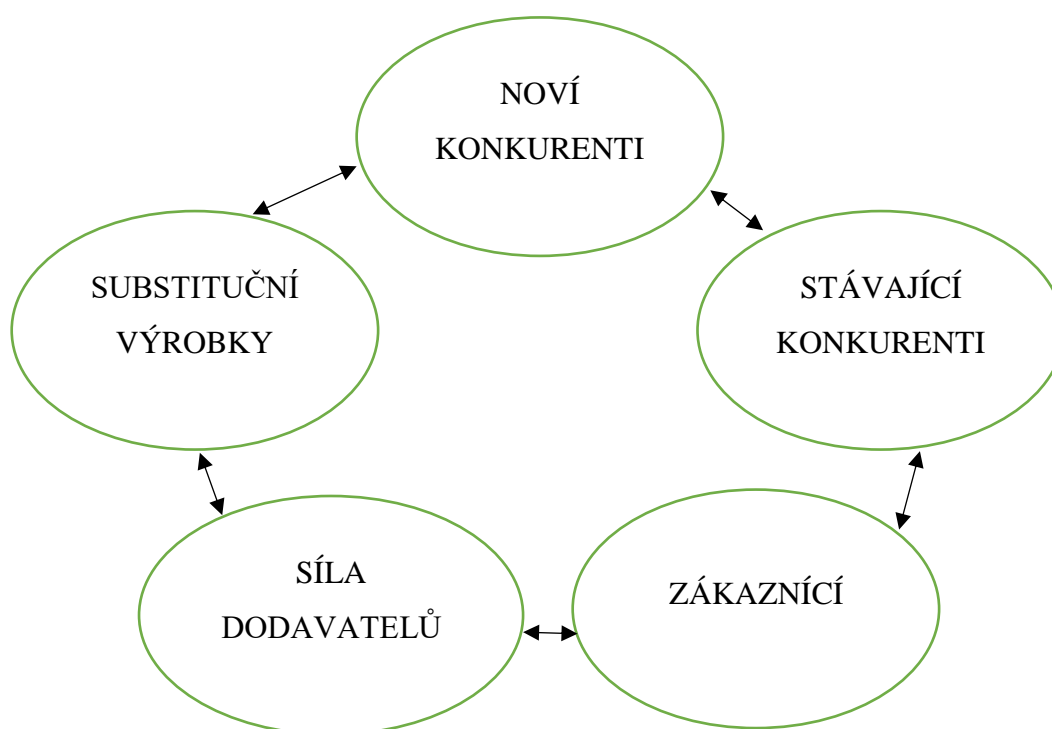 NOVÍ
KONKURENTI
SUBSTITUČNÍ
VÝROBKY
STÁVAJÍCÍ
KONKURENTI
SÍLA
DODAVATELŮ
ZÁKAZNÍCÍ